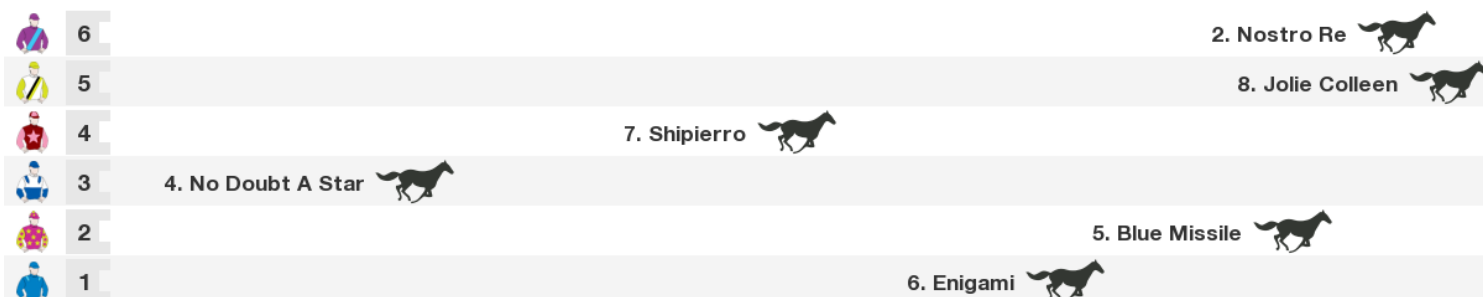 6 2. Nostro Re
5 8. Jolie Colleen
4 7. Shipierro
3 4. No Doubt A Star
2 5. Blue Missile
1 6. Enigami